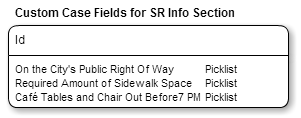 Custom Case Fields for SR Info Section
Id
On the City's Public Right Of Way Picklist
Required Amount of Sidewalk Space Picklist
Café Tables and Chair Out Before7 PM Picklist